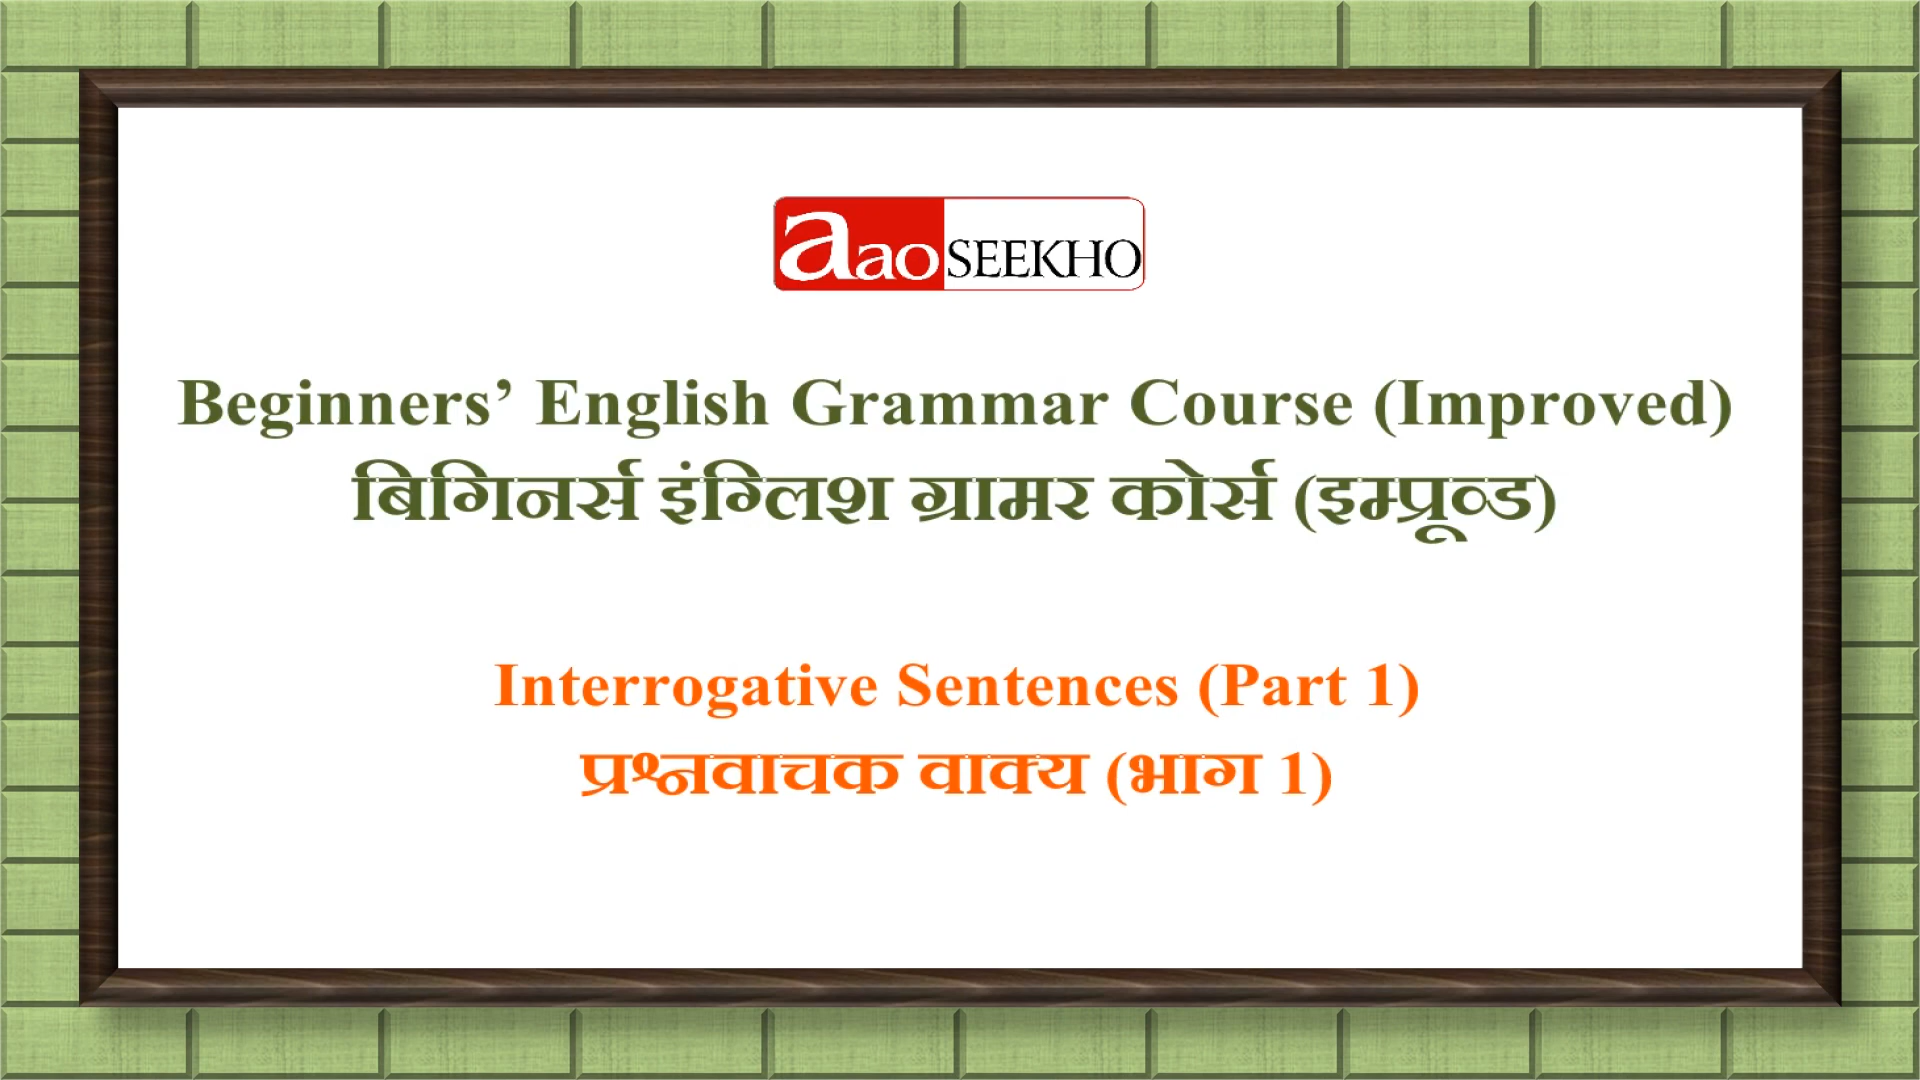 aao SEEKHO
Beginners’ English Grammar Course (Improved)
बिगिनर्स इंग्लिश ग्रामर कोर्स (इम्प्रूव्ड)
Interrogative Sentences (Part 1)
प्रश्नवाचक वाक्य (भाग 1)